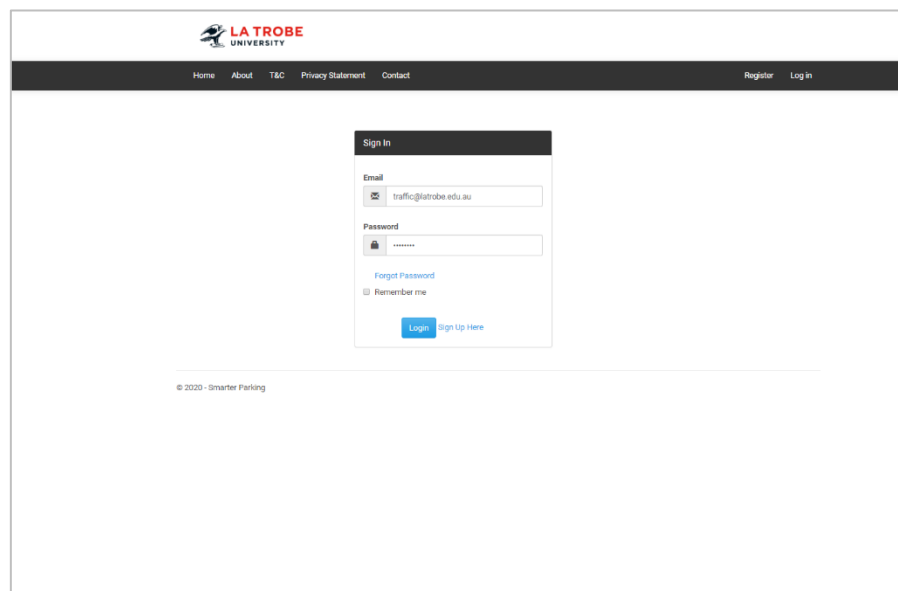 LA TROBE
UNIVERSITY
Home About T&C Privacy Statement Contact Register Log in
Sign In
Email
traffic@latrobe.edu.au
Password
••••••••
Forgot Password
Remember me
Login Sign Up Here
© 2020 - Smarter Parking